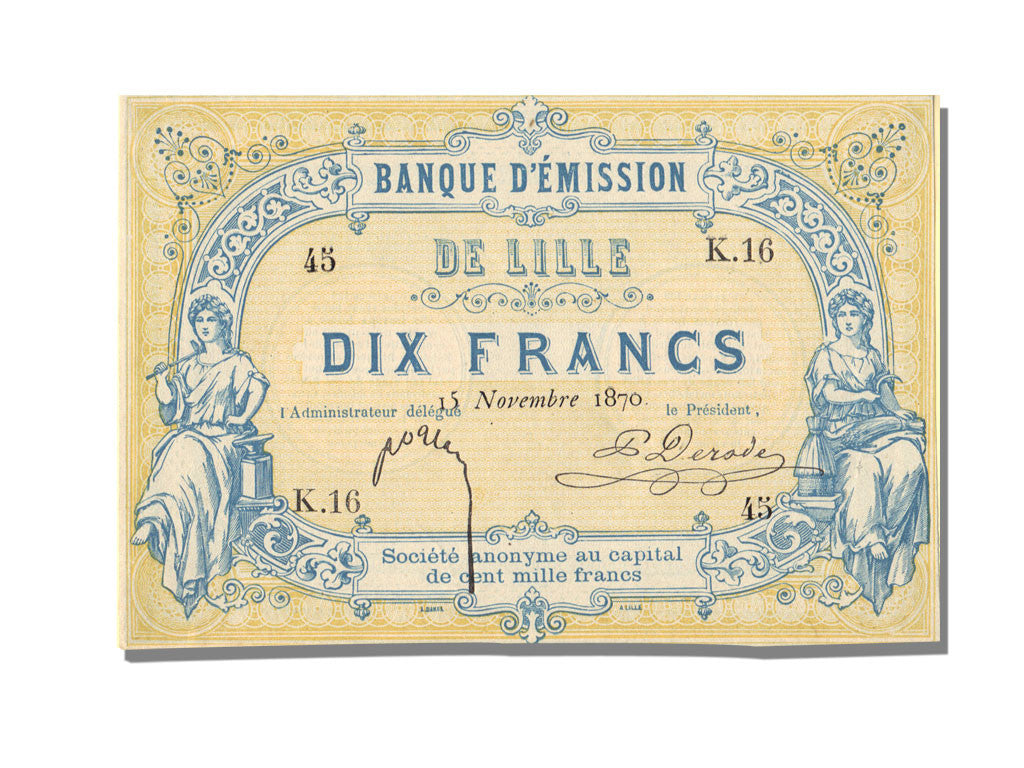 BANQUE D'ÉMISSION
45 DE LILLE K.16
DIX FRANCS
l Administrateur délégué 15 Novembre 1870. le Président,
Derode
K.16 45
Société anonyme au capital
de cent mille francs
L.DANEL A LILLE